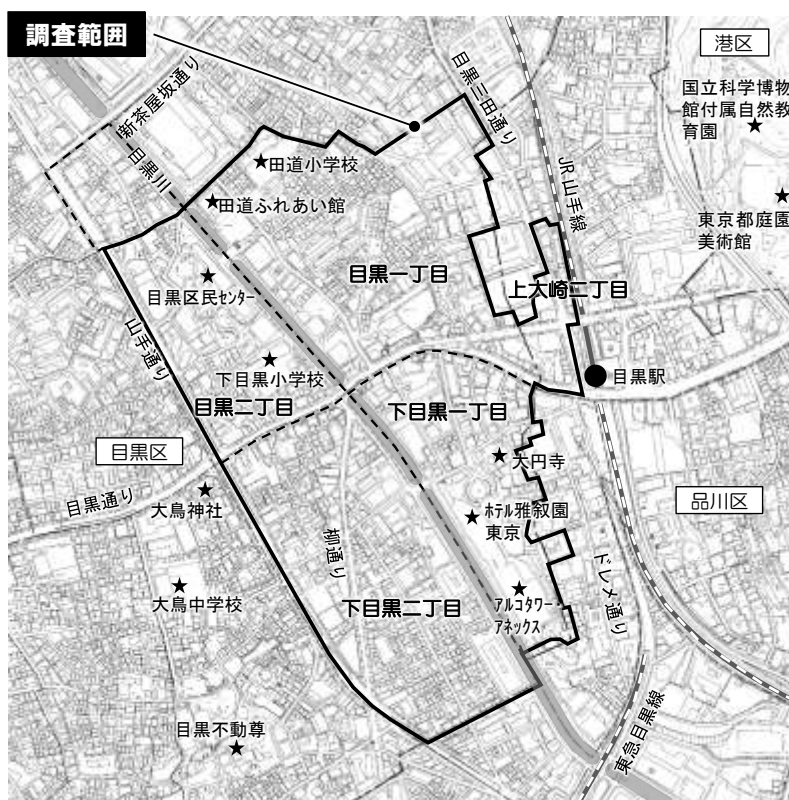 調査範囲
港区
新茶屋坂通り
目黒三田通り
国立科学博物
館付属自然教
育園
目黒川
JR山手線
田道小学校
田道ふれあい館
東京都庭園
美術館
目黒一丁目
上大崎二丁目
目黒区民ｾﾝﾀｰ
山手通り
下目黒小学校
目黒駅
目黒二丁目
下目黒一丁目
目黒区
大円寺
品川区
目黒通り
大鳥神社
ﾎﾃﾙ雅叙園
東京
柳通り
ドレメ通り
大鳥中学校
下目黒二丁目
ｱﾙｺﾀﾜｰ・
ｱﾈｯｸｽ
目黒不動尊
東急目黒線